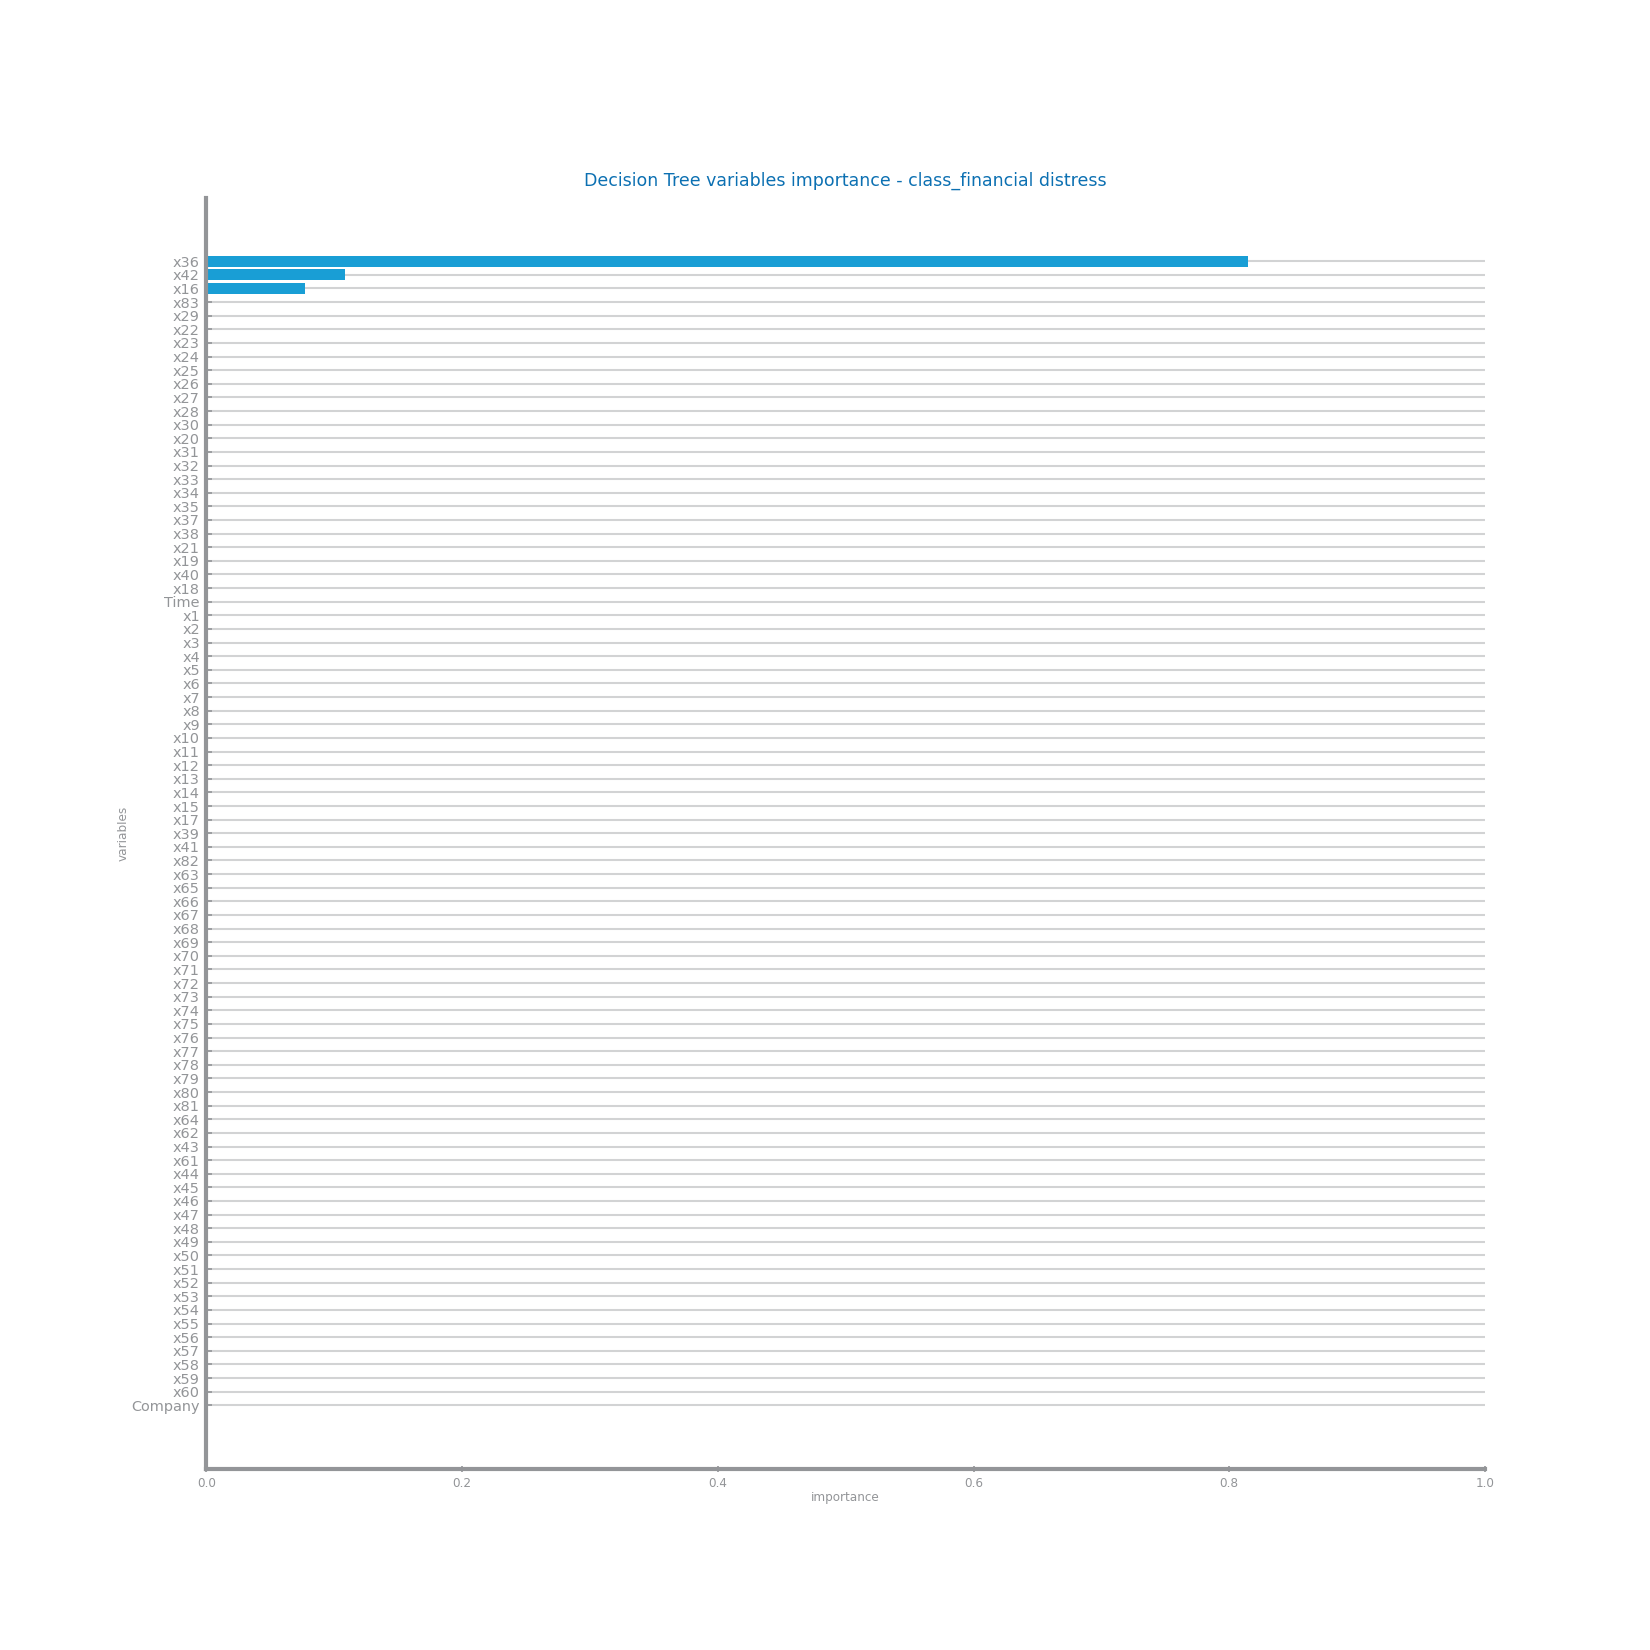 Decision Tree variables importance - class_financial distress
x36
x42
x16
x83
x29
x22
x23
x24
x25
x26
x27
x28
x30
x20
x31
x32
x33
x34
x35
x37
x38
x21
x19
x40
x18
Time
x1
x2
x3
x4
x5
x6
x7
x8
x9
x10
x11
x12
x13
x14
x15
x17
x39
x41
x82
x63
x65
x66
x67
x68
x69
x70
x71
x72
x73
x74
x75
x76
x77
x78
x79
x80
x81
x64
x62
x43
x61
x44
x45
x46
x47
x48
x49
x50
x51
x52
x53
x54
x55
x56
x57
x58
x59
x60
Company
variables
0.0 0.2 0.4 0.6 0.8 1.0
importance